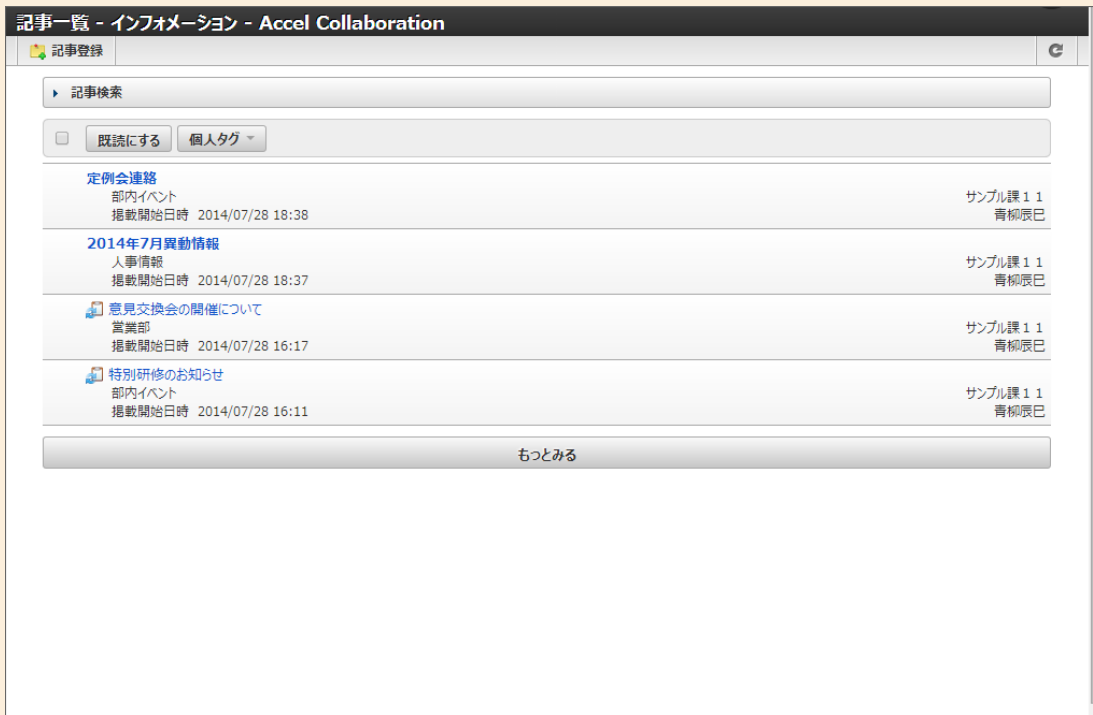 記事一覧 - インフォメーション - Accel Collaboration
記事登録
記事検索
既読にする 個人タグ
定例会連絡
部内イベント サンプル課１１
掲載開始日時 2014/07/28 18:38 青柳辰巳
2014年7月異動情報
人事情報 サンプル課１１
掲載開始日時 2014/07/28 18:37 青柳辰巳
意見交換会の開催について
営業部 サンプル課１１
掲載開始日時 2014/07/28 16:17 青柳辰巳
特別研修のお知らせ
部内イベント サンプル課１１
掲載開始日時 2014/07/28 16:11 青柳辰巳
もっとみる